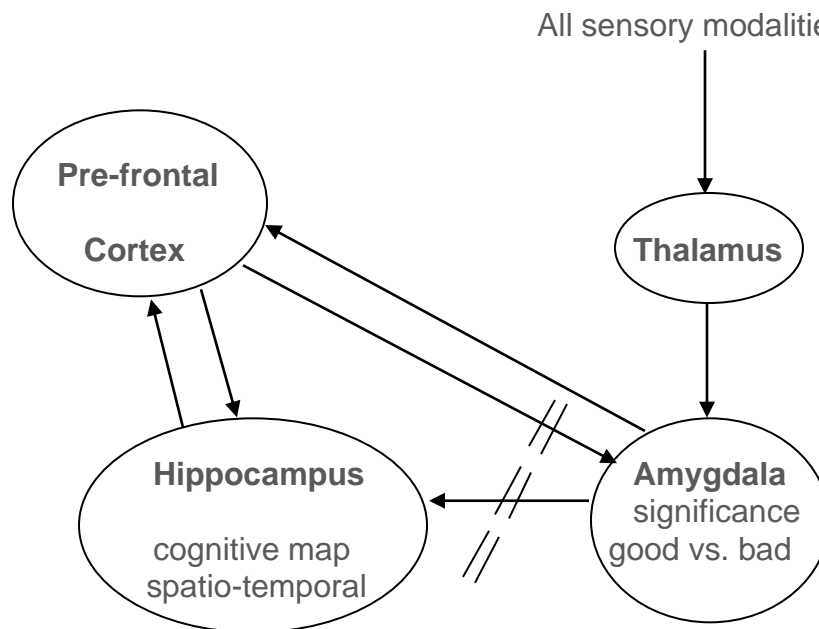 All sensory modalitie
Pre-frontal
Cortex
Thalamus
Hippocampus
cognitive map
spatio-temporal
Amygdala
significance
good vs. bad